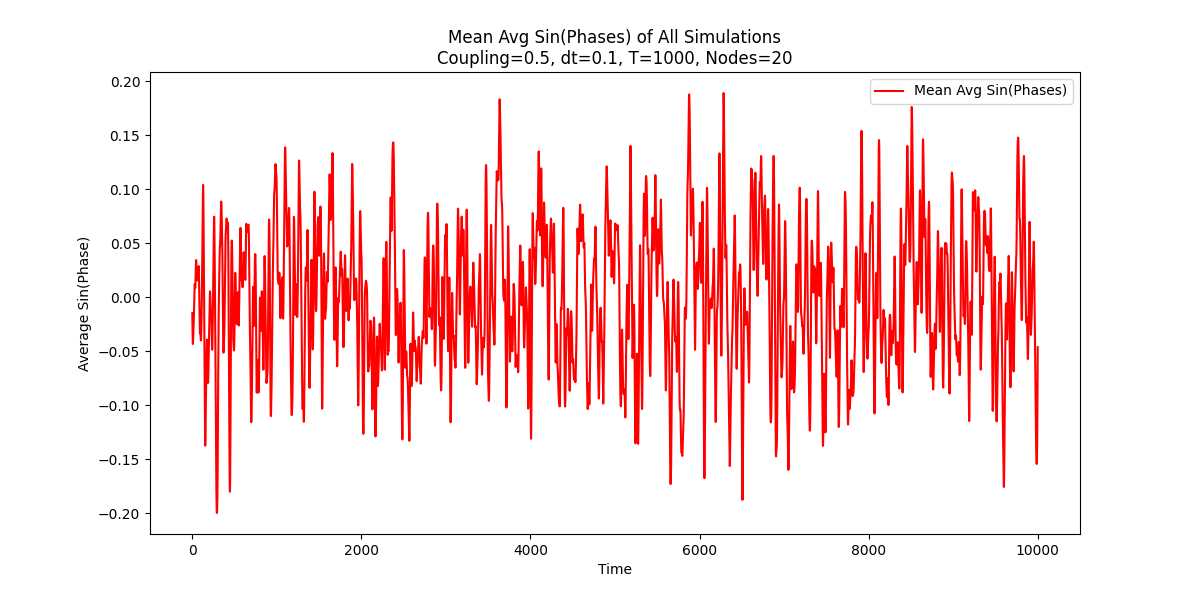 Mean Avg Sin(Phases) of All Simulations
Coupling=0.5, dt=0.1, T=1000, Nodes=20
Mean Avg Sin(Phases)
0.20
0.15
0.10
0.05
0.00
−0.05
−0.10
−0.15
−0.20
Average Sin(Phase)
0 2000 4000 6000 8000 10000
Time